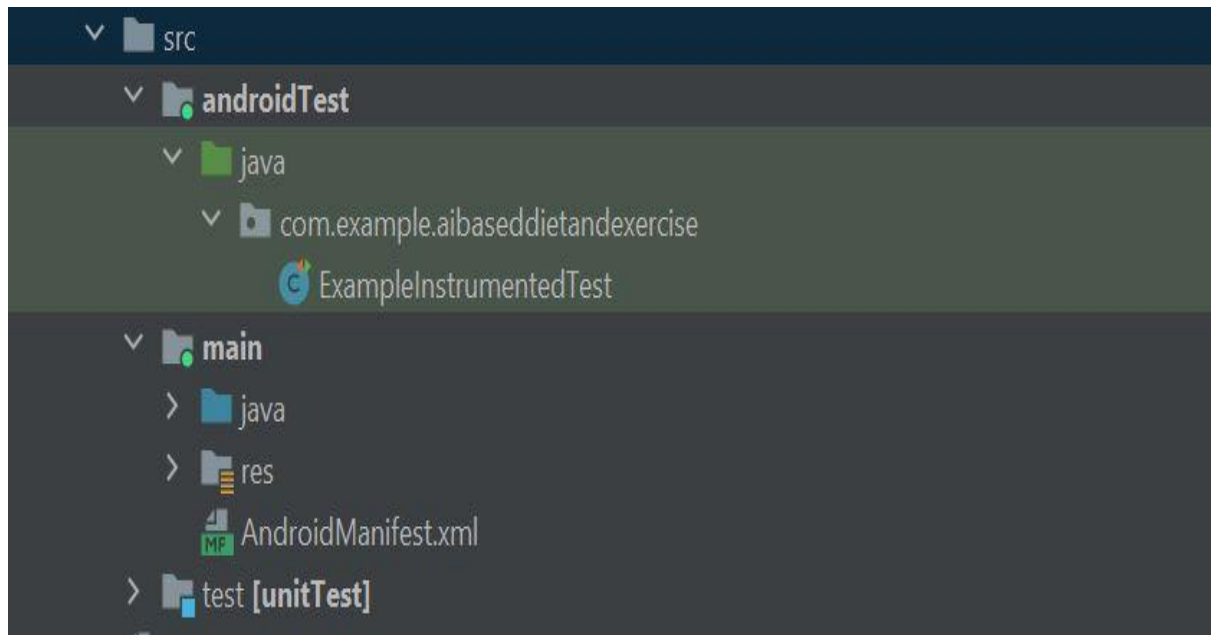 src
androidTest
java
com.example.aibaseddietandexercise
ExampleInstrumentedTest
main
java
res
AndroidManifest.xml
test [unitTest]